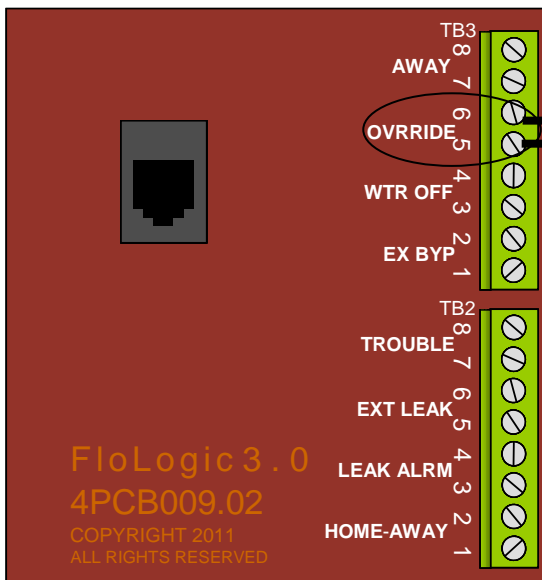 TB3
8
AWAY
7
6
OVRRIDE
5
4
WTR OFF
3
2
EX BYP
1
TB2
8
TROUBLE
7
6
EXT LEAK
5
4
LEAK ALRM
3
2
HOME-AWAY
1
FloLogic3.0
4PCB009.02
COPYRIGHT 2011
ALL RIGHTS RESERVED